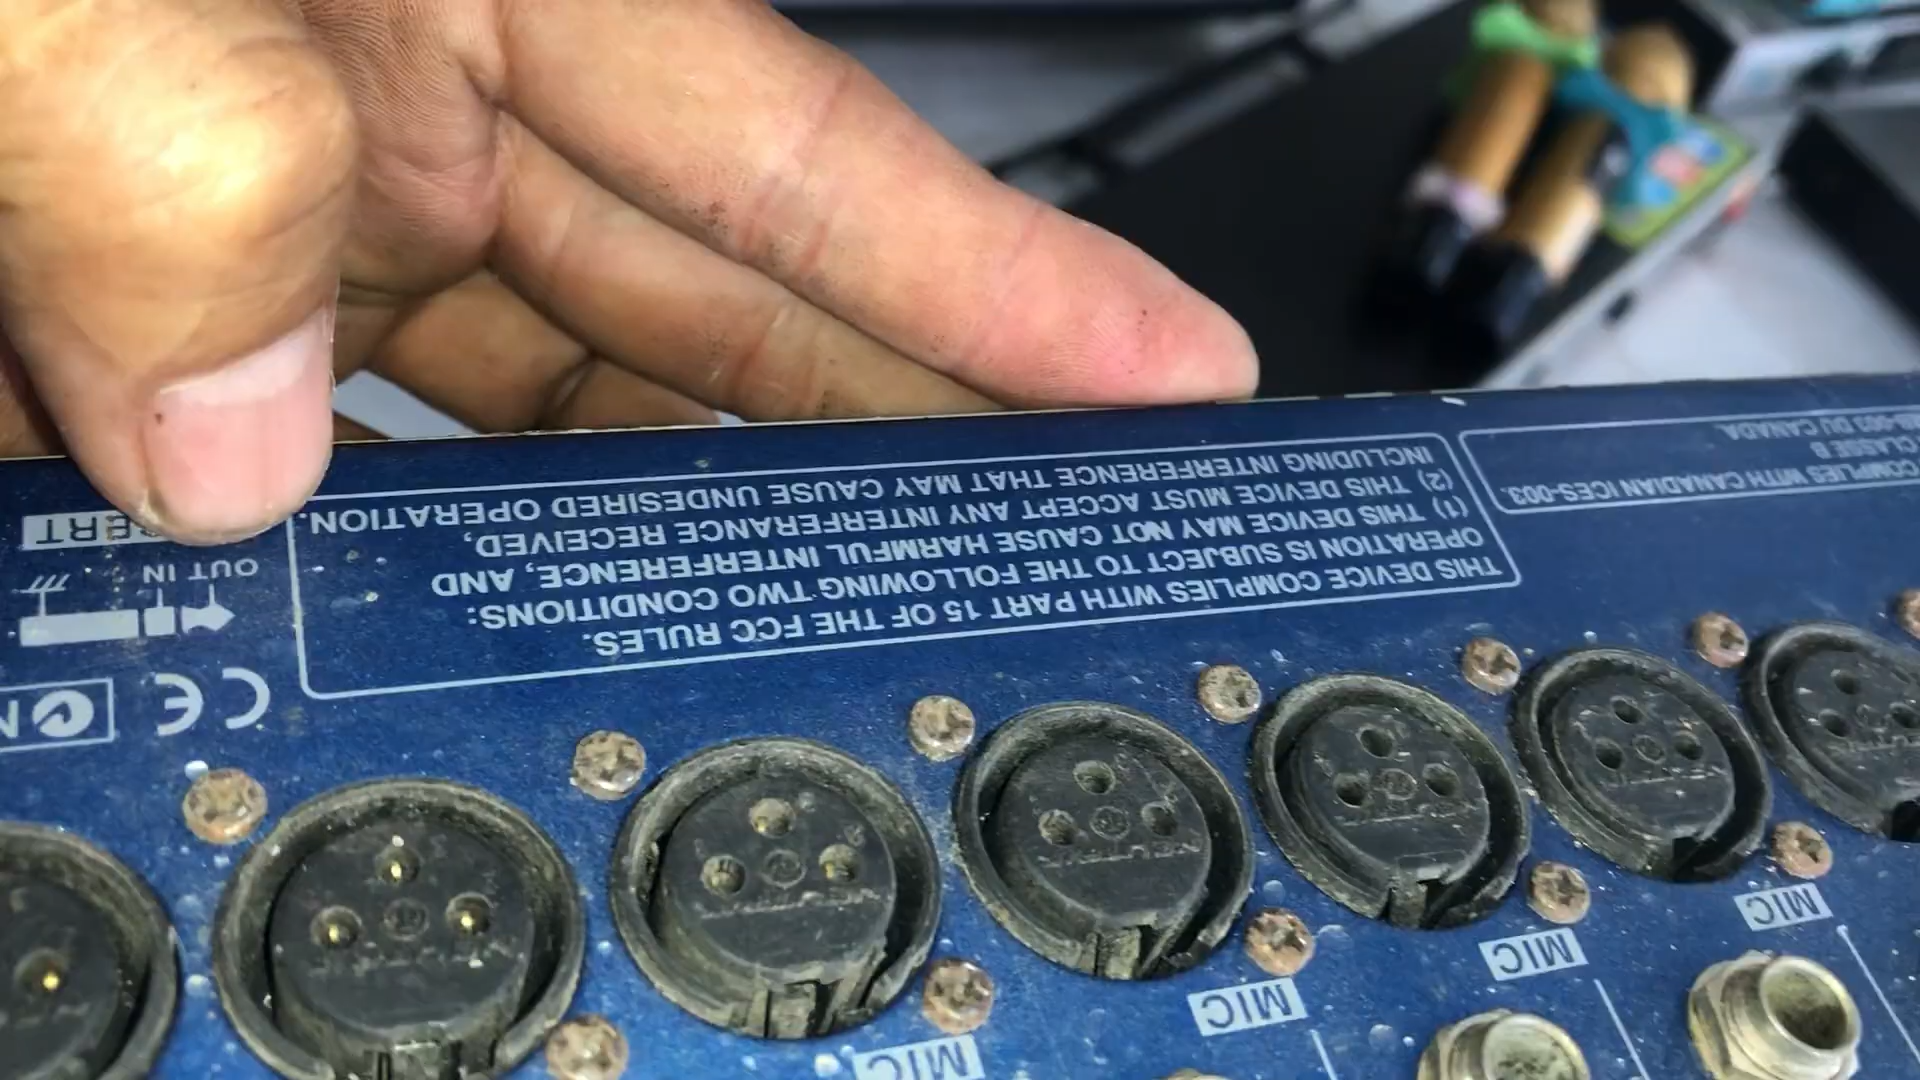 THIS DEVICE COMPLIES WITH PART 15 OF THE FCC RULES.
OPERATION IS SUBJECT TO THE FOLLOWING TWO CONDITIONS:
(1) THIS DEVICE MAY NOT CAUSE HARMFUL INTERFERENCE, AND
(2) THIS DEVICE MUST ACCEPT ANY INTERFERANCE RECEIVED,
INCLUDING INTERFERENCE THAT MAY CAUSE UNDESIRED OPERATION.
COMPLIES WITH CANADIAN ICES-003.
CLASSE B
003 DU CANADA.
OUT IN
CE
N
MIC
MIC
MIC
MIC